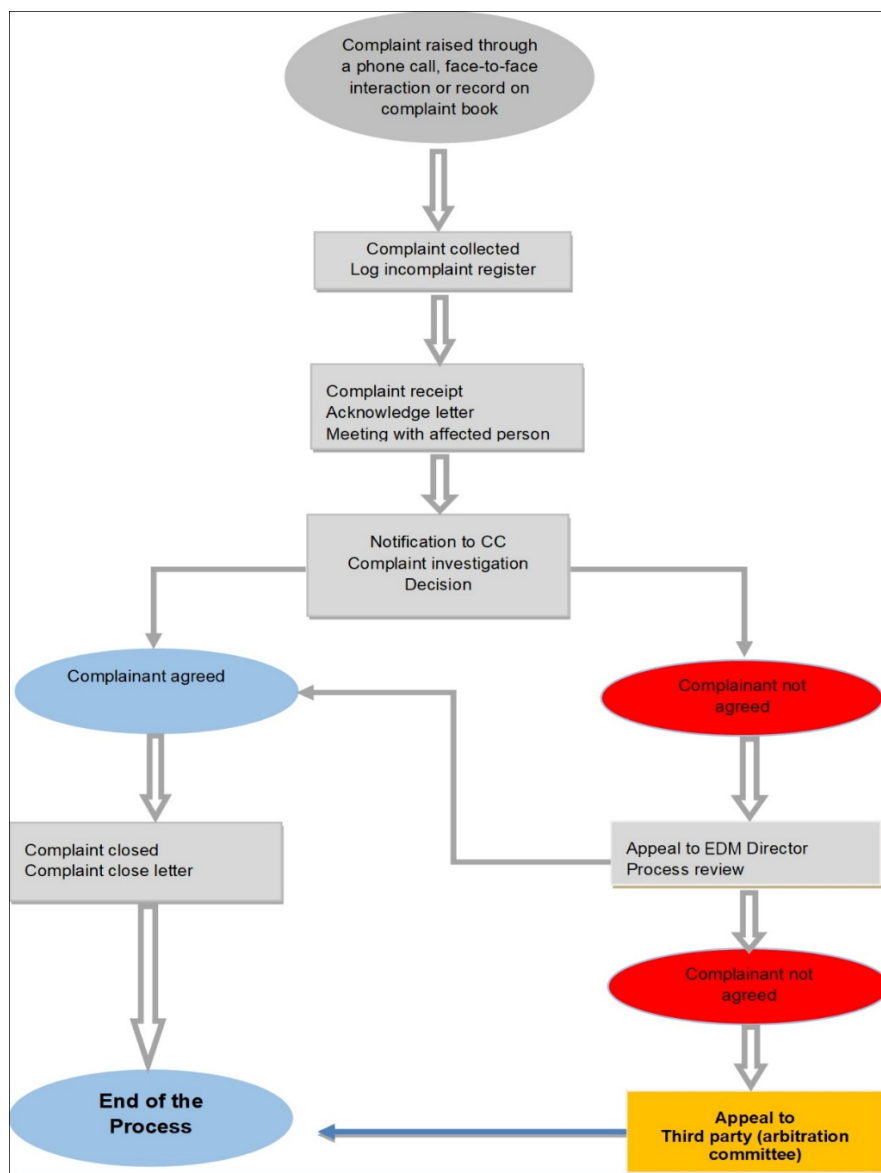 Complaint raised through
a phone call, face-to-face
interaction or record on
complaint book
Complaint collected
Log incomplaint register
Complaint receipt
Acknowledge letter
Meeting with affected person
Notification to CC
Complaint investigation
Decision
Complainant agreed
Complainant not
agreed
Complaint closed
Complaint close letter
Appeal to EDM Director
Process review
Complainant not
agreed
End of the
Process
Appeal to
Third party (arbitration
committee)